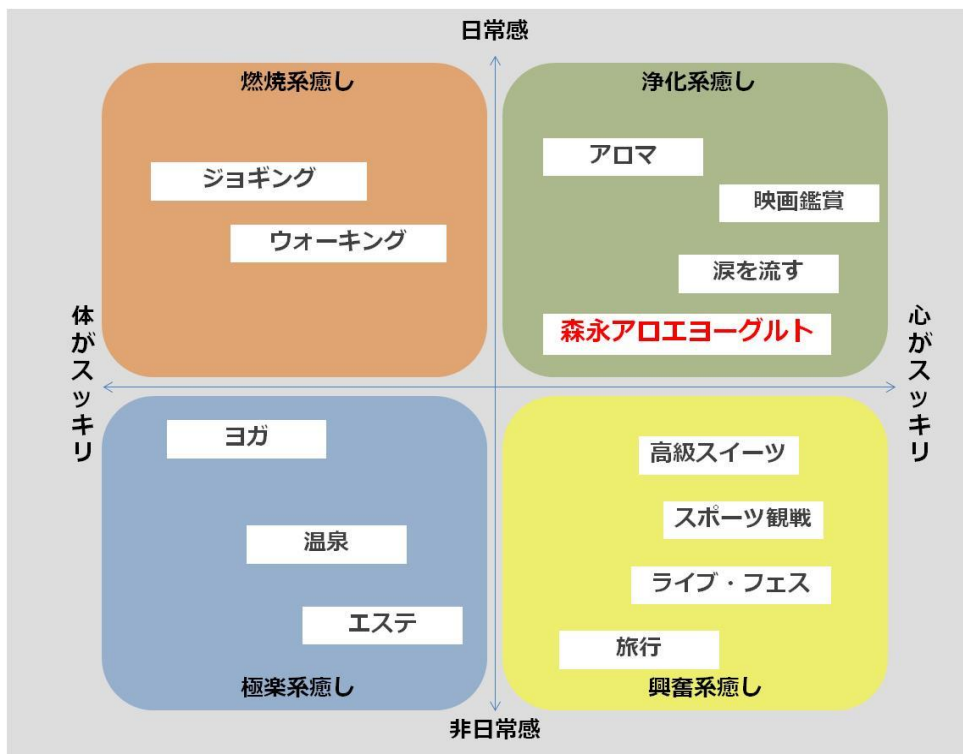 日常感
燃焼系癒し
浄化系癒し
アロマ
ジョギング
映画鑑賞
ウォーキング
涙を流す
森永アロエヨーグルト
体がスッキリ
心がスッキリ
ヨガ
高級スイーツ
スポーツ観戦
温泉
ライブ・フェス
エステ
旅行
極楽系癒し
興奮系癒し
非日常感